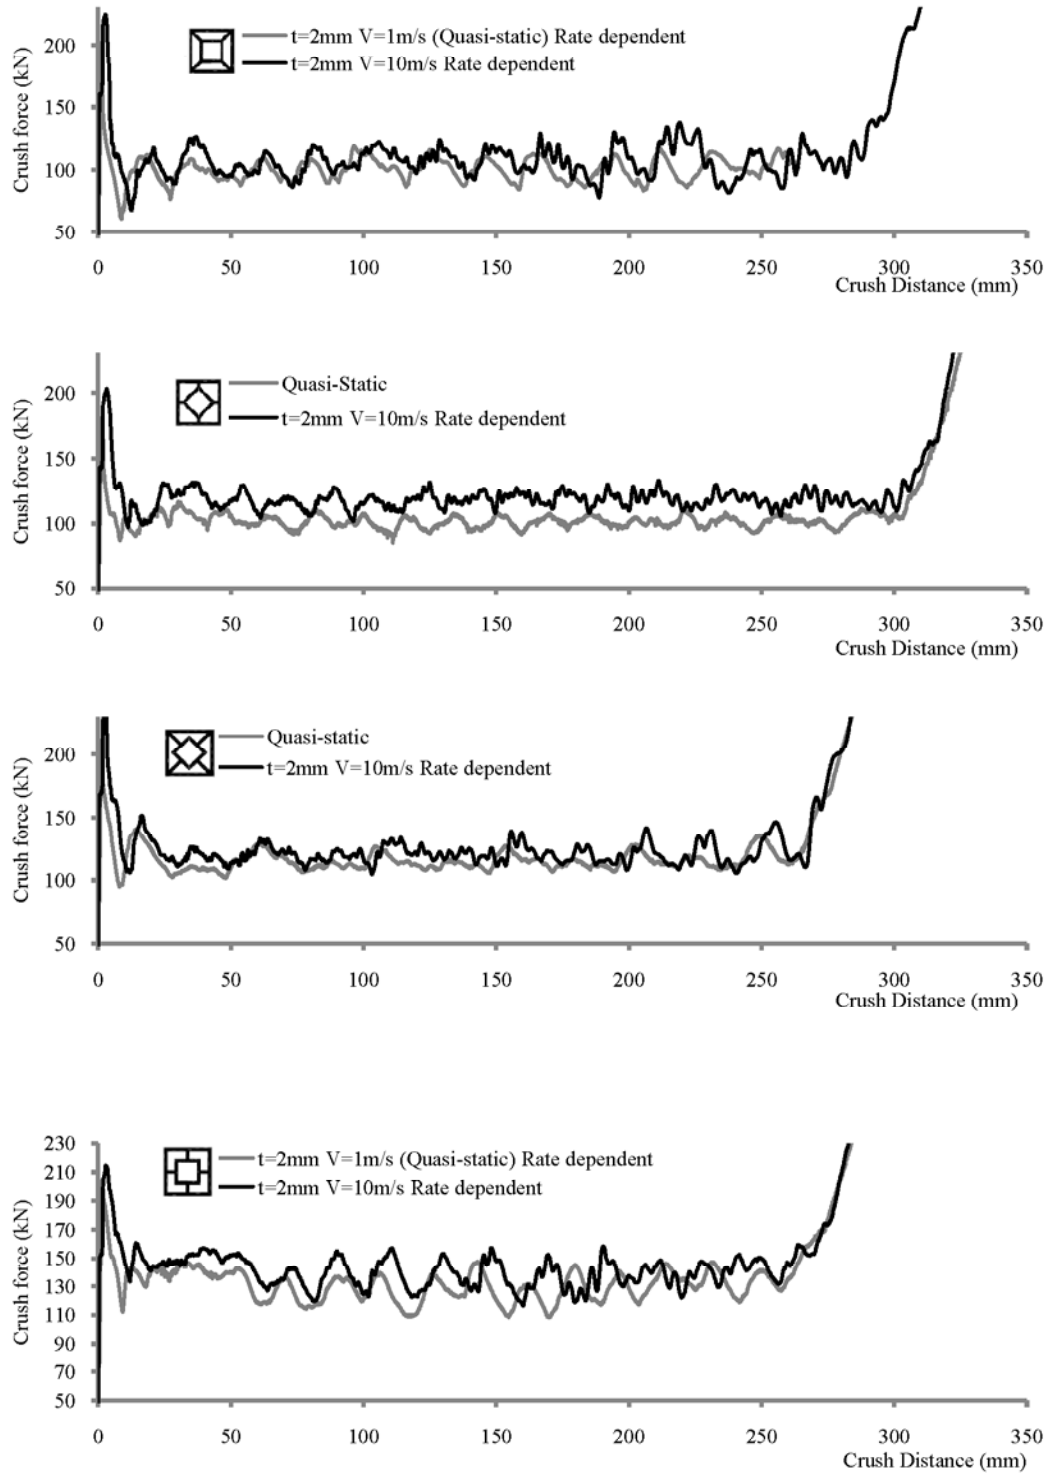 t=2mm V=1m/s (Quasi-static) Rate dependent
t=2mm V=10m/s Rate dependent
Crush force (kN)
200
150
100
50
0 50 100 150 200 250 300 350
Crush Distance (mm)
Quasi-Static
t=2mm V=10m/s Rate dependent
Crush force (kN)
200
150
100
50
0 50 100 150 200 250 300 350
Crush Distance (mm)
Quasi-static
t=2mm V=10m/s Rate dependent
Crush force (kN)
200
150
100
50
0 50 100 150 200 250 300 350
Crush Distance (mm)
t=2mm V=1m/s (Quasi-static) Rate dependent
t=2mm V=10m/s Rate dependent
Crush force (kN)
230
210
190
170
150
130
110
90
70
50
0 50 100 150 200 250 300 350
Crush Distance (mm)